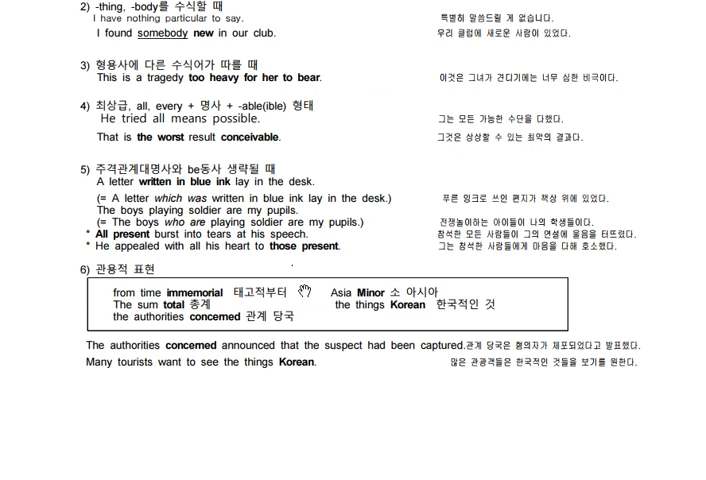 2) -thing, -body를 수식할 때
I have nothing particular to say. 특별히 말씀드릴 게 없습니다.
I found somebody new in our club. 우리 클럽에 새로운 사람이 있었다.
3) 형용사에 다른 수식어가 따를 때
This is a tragedy too heavy for her to bear. 이것은 그녀가 견디기에는 너무 심한 비극이다.
4) 최상급, all, every + 명사 + -able(ible) 형태
He tried all means possible. 그는 모든 가능한 수단을 다했다.
That is the worst result conceivable. 그것은 상상할 수 있는 최악의 결과다.
5) 주격관계대명사와 be동사 생략될 때
A letter written in blue ink lay in the desk.
(= A letter which was written in blue ink lay in the desk.) 푸른 잉크로 쓰인 편지가 책상 위에 있었다.
The boys playing soldier are my pupils.
(= The boys who are playing soldier are my pupils.) 전쟁놀이하는 아이들이 나의 학생들이다.
* All present burst into tears at his speech. 참석한 모든 사람들이 그의 연설에 울음을 터뜨렸다.
* He appealed with all his heart to those present. 그는 참석한 사람들에게 마음을 다해 호소했다.
6) 관용적 표현
from time immemorial 태고적부터 Asia Minor 소 아시아
The sum total 총계 the things Korean 한국적인 것
the authorities concerned 관계 당국
The authorities concerned announced that the suspect had been captured.관계 당국은 혐의자가 체포되었다고 발표했다.
Many tourists want to see the things Korean. 많은 관광객들은 한국적인 것들을 보기를 원한다.